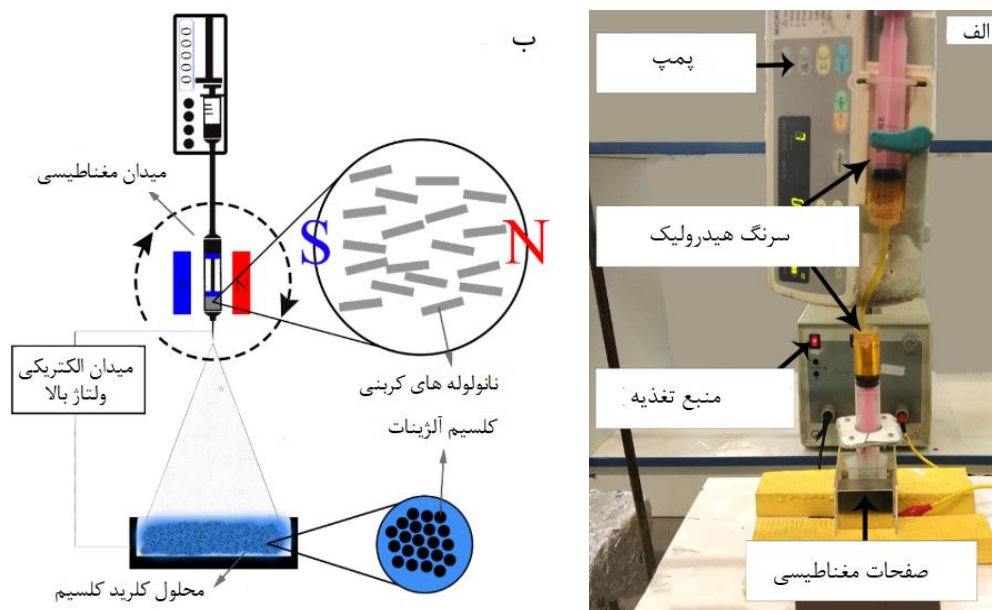 الف
پمپ
سرنگ هیدرولیک
منبع تغذیه
صفحات مغناطیسی
ب
00000
میدان مغناطیسی
S
N
میدان الکتریکی
ولتاژ بالا
نانولوله های کربنی
کلسیم آلژینات
محلول کلرید کلسیم